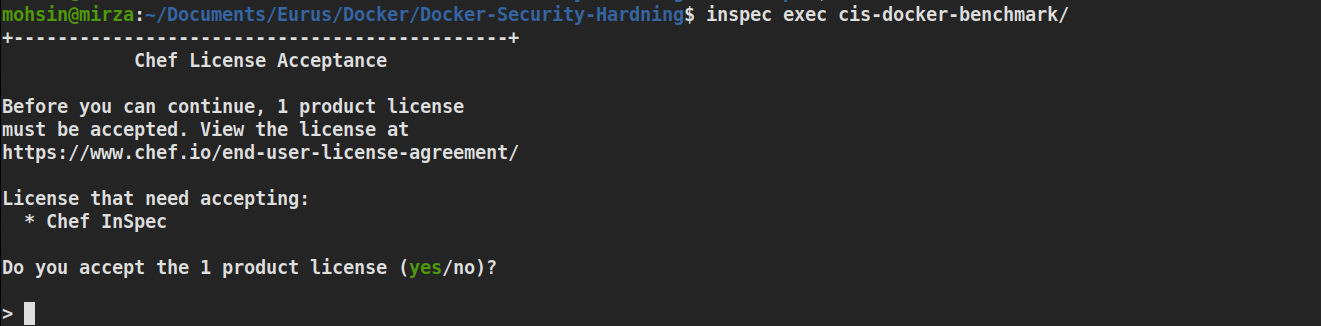 mohsin@mirza:~/Documents/Eurus/Docker/Docker-Security-Hardning$ inspec exec cis-docker-benchmark/
+---------------------------------------------+
Chef License Acceptance
Before you can continue, 1 product license
must be accepted. View the license at
https://www.chef.io/end-user-license-agreement/
License that need accepting:
* Chef InSpec
Do you accept the 1 product license (yes/no)?
>